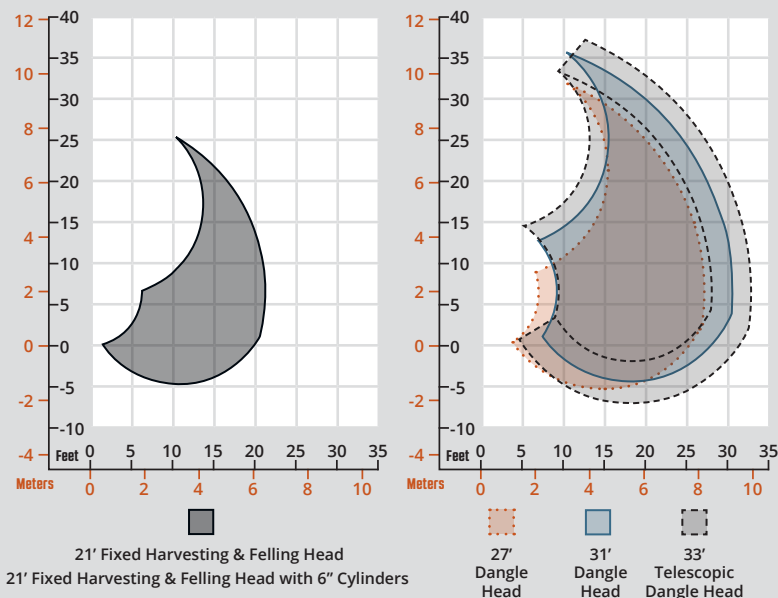 12
10
8
6
4
2
0
-2
-4
40
35
30
25
20
15
10
5
0
-5
-10
Feet
0 5 10 15 20 25 30 35
Meters
0 2 4 6 8 10
21’ Fixed Harvesting & Felling Head
21’ Fixed Harvesting & Felling Head with 6” Cylinders
12
10
8
6
4
2
0
-2
-4
40
35
30
25
20
15
10
5
0
-5
-10
Feet
0 5 10 15 20 25 30 35
Meters
0 2 4 6 8 10
27’
Dangle
Head
31’
Dangle
Head
33’
Telescopic
Dangle Head